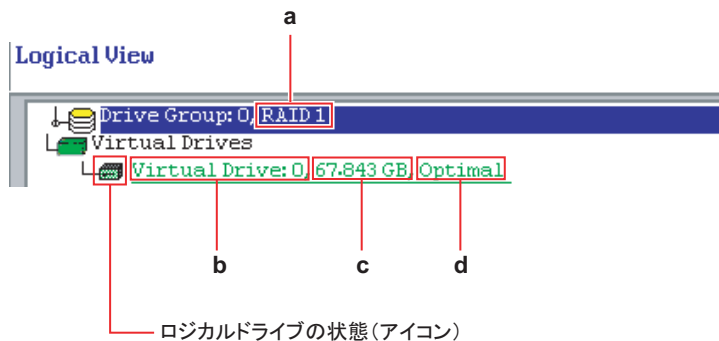 a
Logical View
Drive Group: 0, RAID 1
Virtual Drives
Virtual Drive: 0, 67.843 GB, Optimal
b c d
ロジカルドライブの状態（アイコン）